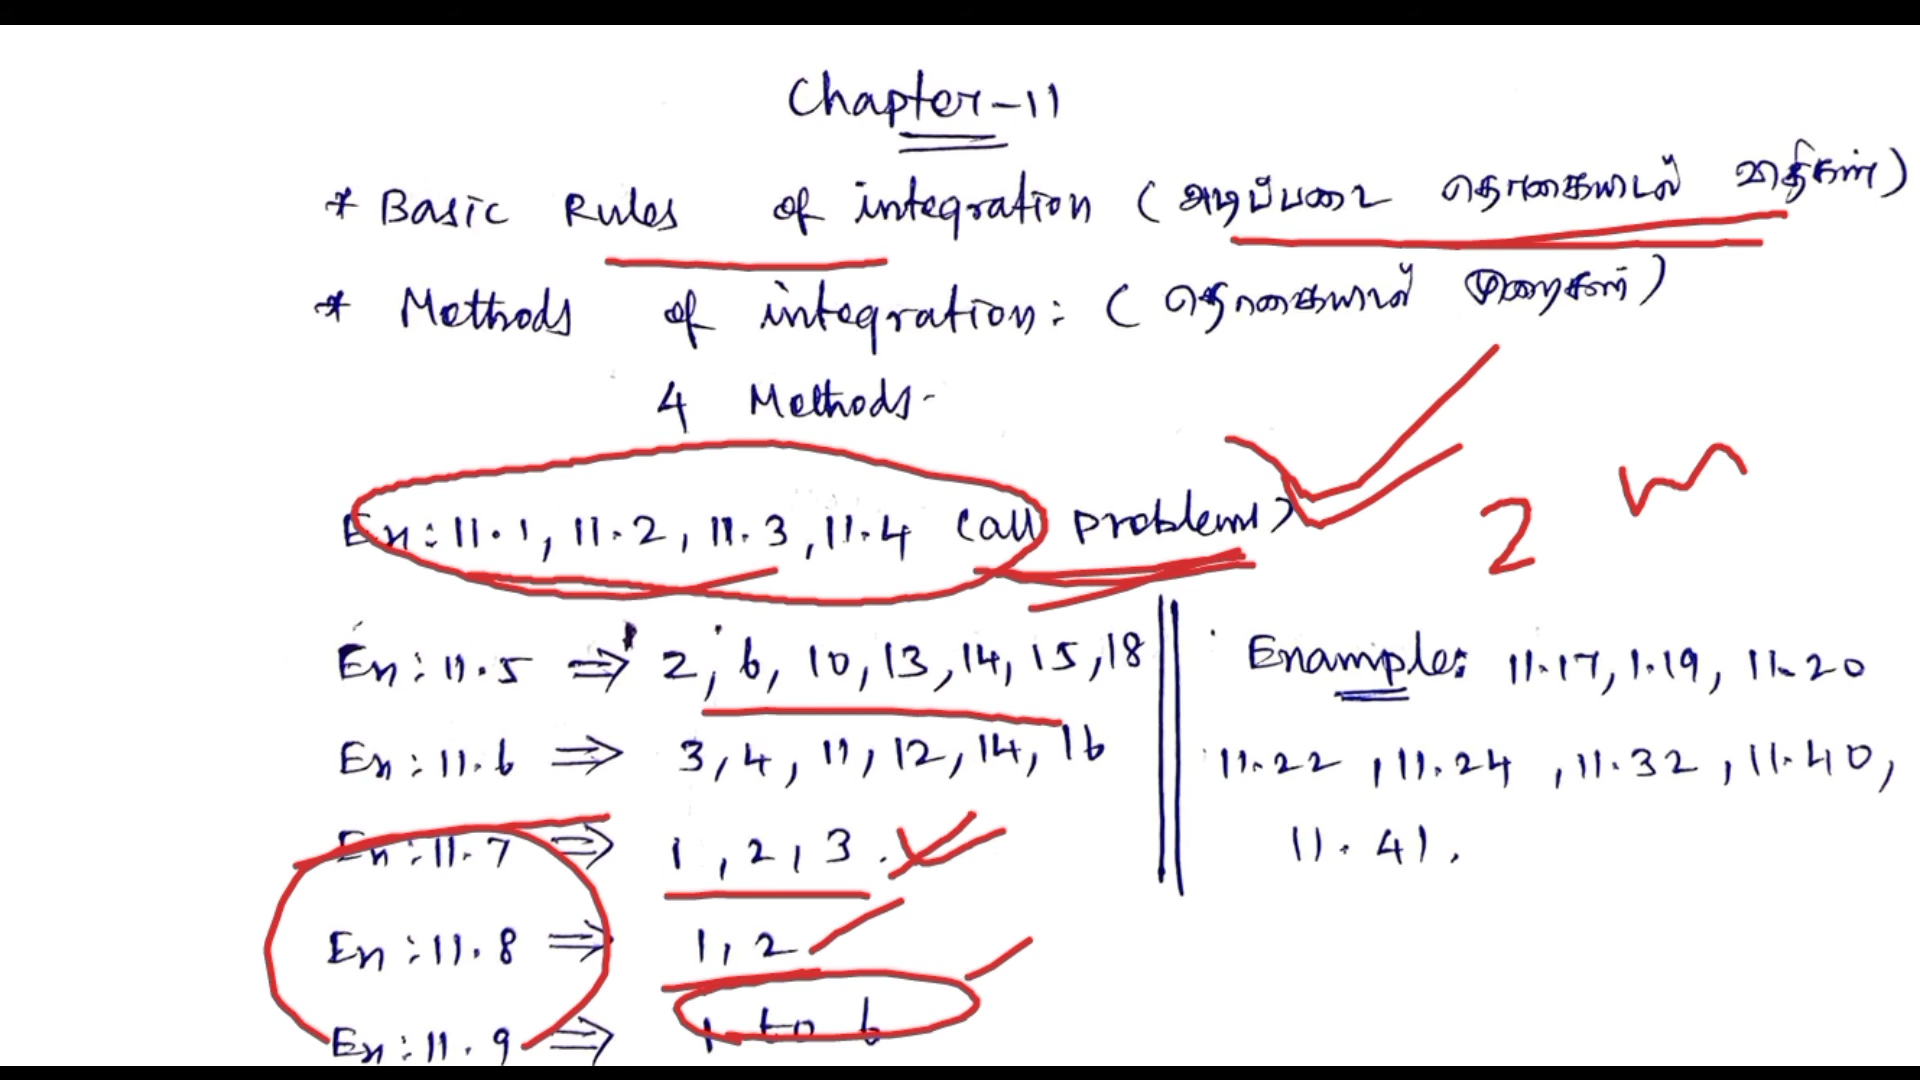 Chapter-11
* Basic Rules of integration (அடிப்படை தொகையிடல் விதிகள்)
* Methods of integration: (தொகையிடல் முறைகள்)
4 Methods.
Ex: 11.1, 11.2, 11.3, 11.4 (all problems)
2 m
Ex: 11.5 ⇒ 2, 6, 10, 13, 14, 15, 18
Ex: 11.6 ⇒ 3, 4, 11, 12, 14, 16
Ex: 11.7 ⇒ 1, 2, 3.
Ex: 11.8 ⇒ 1, 2
Ex: 11.9 ⇒ 1 to 6
Example: 11.17, 1.19, 11.20
11.22, 11.24, 11.32, 11.40,
11.41.